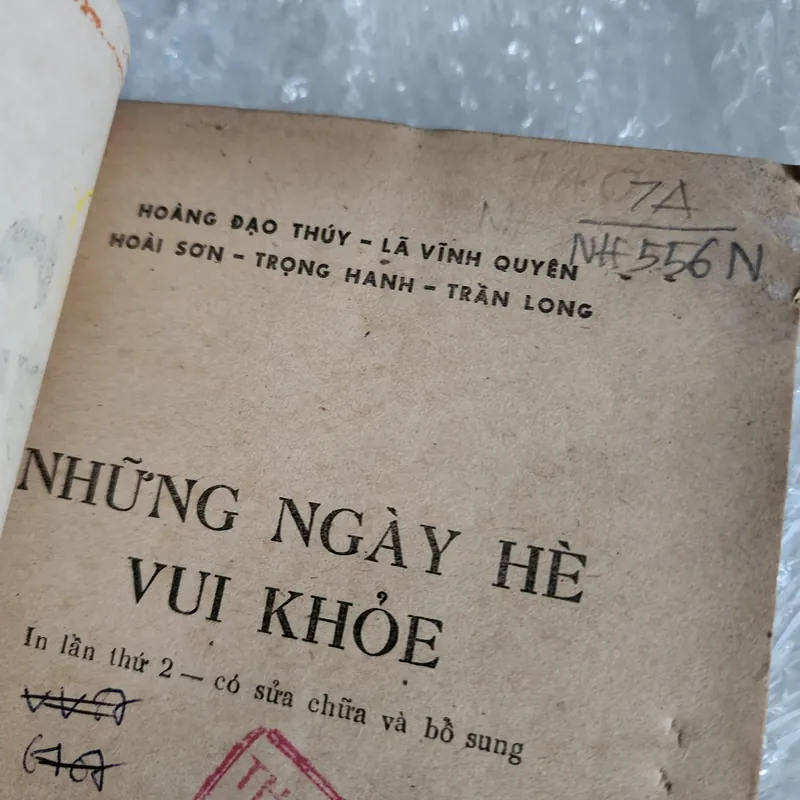 7A
NH 556 N
HOÀNG ĐẠO THÚY – LÃ VĨNH QUYÊN
HOÀI SƠN – TRỌNG HANH – TRẦN LONG
NHỮNG NGÀY HÈ
VUI KHỎE
In lần thứ 2 — có sửa chữa và bổ sung
TH